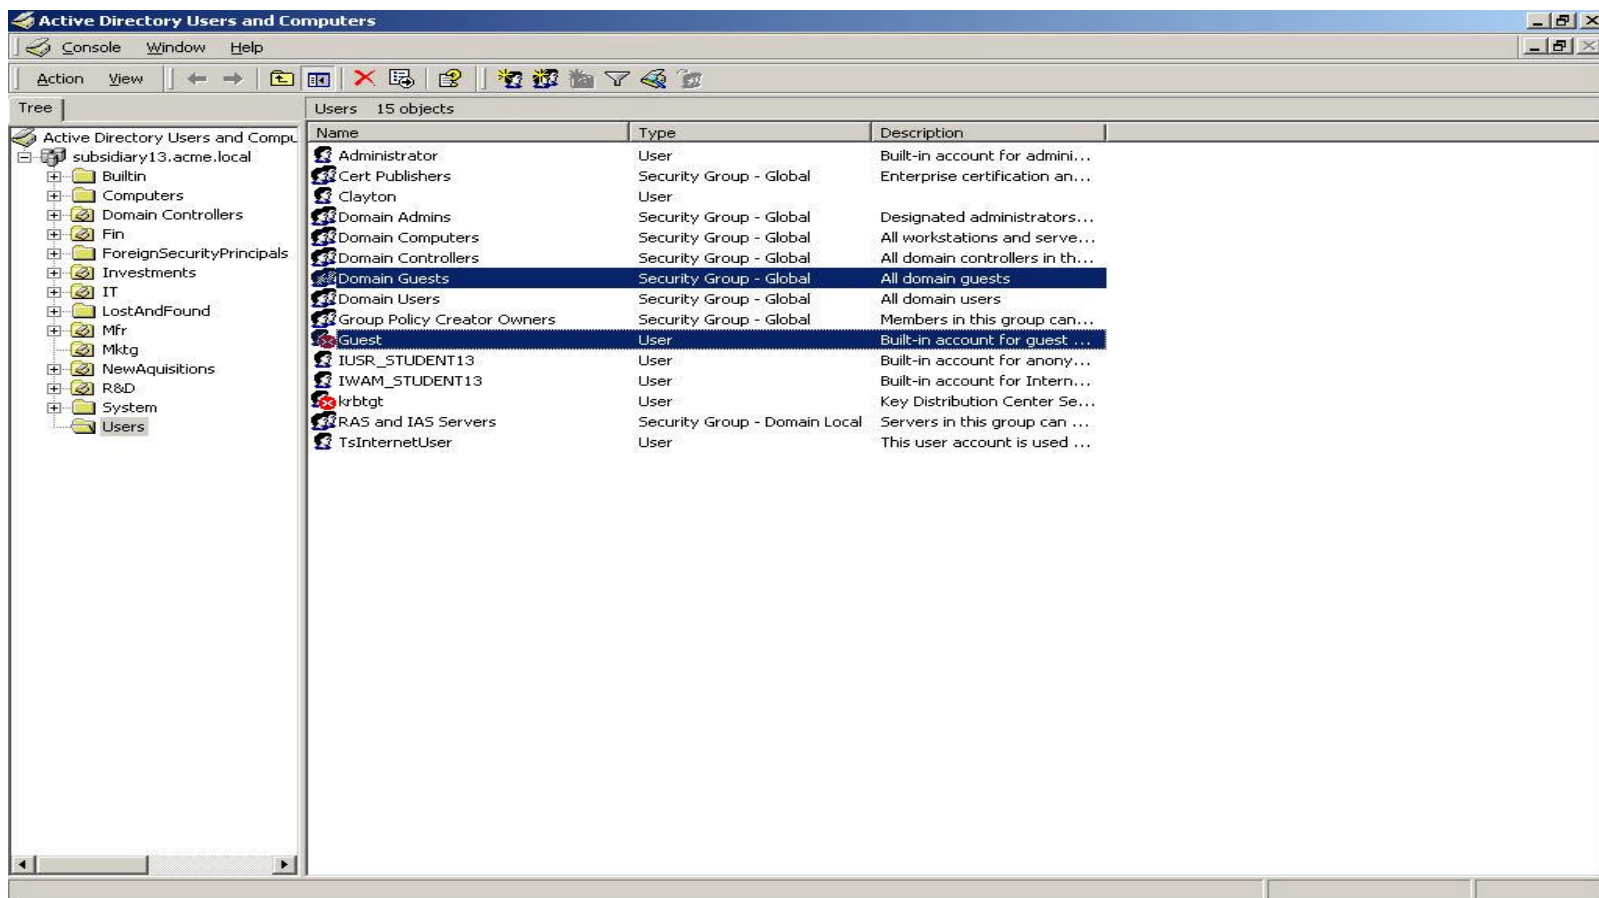 Active Directory Users and Computers
Console Window Help
Action View
Tree
Users 15 objects
Active Directory Users and Compu
subsidiary13.acme.local
Builtin
Computers
Domain Controllers
Fin
ForeignSecurityPrincipals
Investments
IT
LostAndFound
Mfr
Mktg
NewAquisitions
R&D
System
Users
Name Type Description
Administrator User Built-in account for admini...
Cert Publishers Security Group - Global Enterprise certification an...
Clayton User
Domain Admins Security Group - Global Designated administrators...
Domain Computers Security Group - Global All workstations and serve...
Domain Controllers Security Group - Global All domain controllers in th...
Domain Guests Security Group - Global All domain guests
Domain Users Security Group - Global All domain users
Group Policy Creator Owners Security Group - Global Members in this group can...
Guest User Built-in account for guest ...
IUSR_STUDENT13 User Built-in account for anony...
IWAM_STUDENT13 User Built-in account for Intern...
krbtgt User Key Distribution Center Se...
RAS and IAS Servers Security Group - Domain Local Servers in this group can ...
TsInternetUser User This user account is used ...